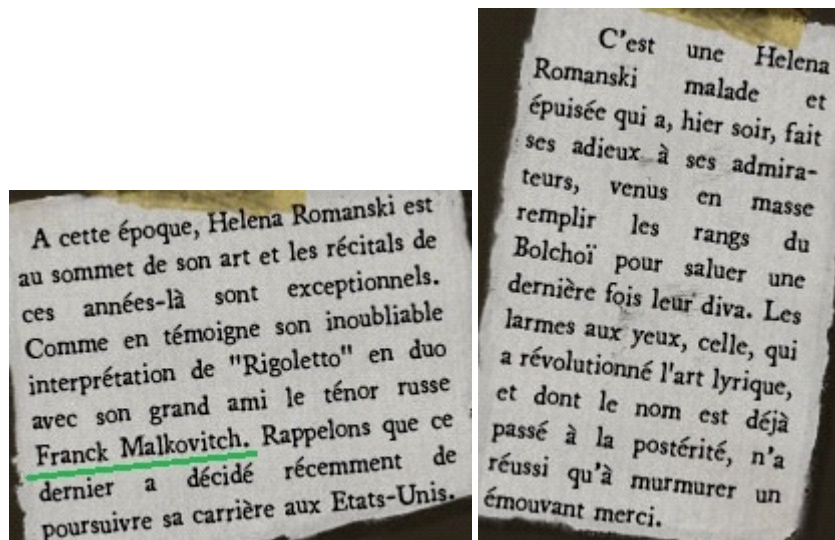 A cette époque, Helena Romanski est
au sommet de son art et les récitals de
ces années-là sont exceptionnels.
Comme en témoigne son inoubliable
interprétation de "Rigoletto" en duo
avec son grand ami le ténor russe
Franck Malkovitch. Rappelons que ce
dernier a décidé récemment de
poursuivre sa carrière aux Etats-Unis.
C'est une Helena
Romanski malade et
épuisée qui a, hier soir, fait
ses adieux à ses admira-
teurs, venus en masse
remplir les rangs du
Bolchoï pour saluer une
dernière fois leur diva. Les
larmes aux yeux, celle, qui
a révolutionné l'art lyrique,
et dont le nom est déjà
passé à la postérité, n'a
réussi qu'à murmurer un
émouvant merci.